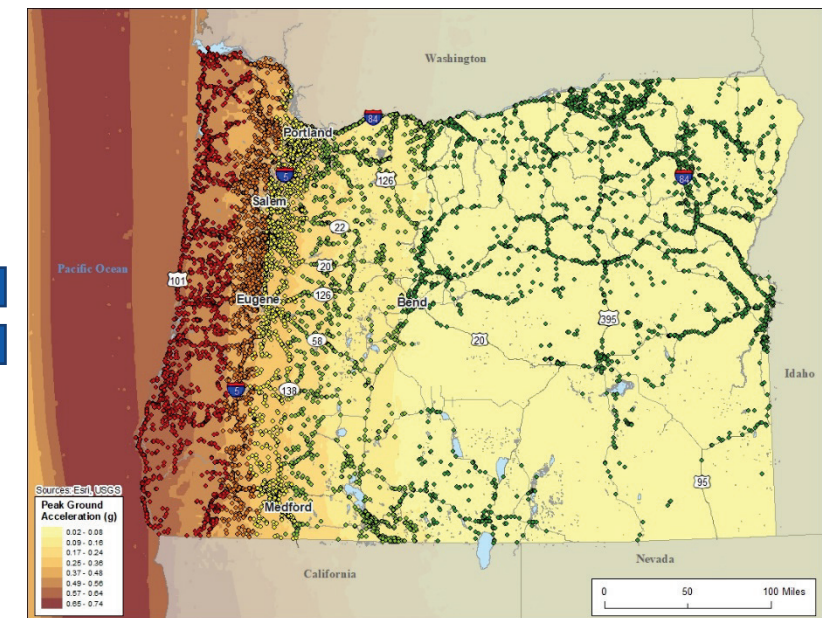 Washington
84
Portland
5
84
126
Salem
22
Pacific Ocean
20
101
126
Eugene
Bend
395
58
20
Idaho
5
138
95
Sources: Esri, USGS
Medford
Peak Ground
Acceleration (g)
0.02 - 0.08
0.09 - 0.16
0.17 - 0.24
0.25 - 0.36
0.37 - 0.48
0.49 - 0.56
0.57 - 0.64
0.65 - 0.74
California
Nevada
0 50 100 Miles